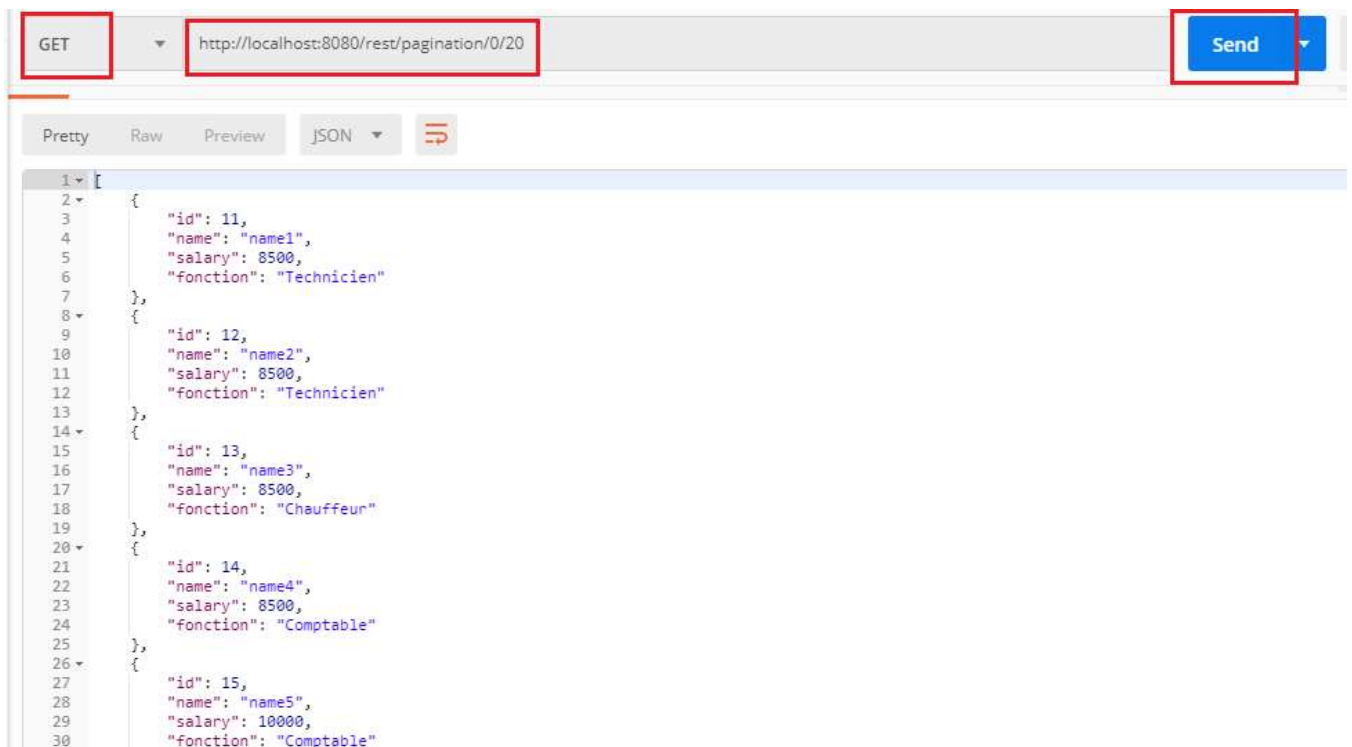 GET http://localhost:8080/rest/pagination/0/20 Send
Pretty Raw Preview JSON
1 [
2 {
3 "id": 11,
4 "name": "name1",
5 "salary": 8500,
6 "fonction": "Technicien"
7 },
8 {
9 "id": 12,
10 "name": "name2",
11 "salary": 8500,
12 "fonction": "Technicien"
13 },
14 {
15 "id": 13,
16 "name": "name3",
17 "salary": 8500,
18 "fonction": "Chauffeur"
19 },
20 {
21 "id": 14,
22 "name": "name4",
23 "salary": 8500,
24 "fonction": "Comptable"
25 },
26 {
27 "id": 15,
28 "name": "name5",
29 "salary": 10000,
30 "fonction": "Comptable"